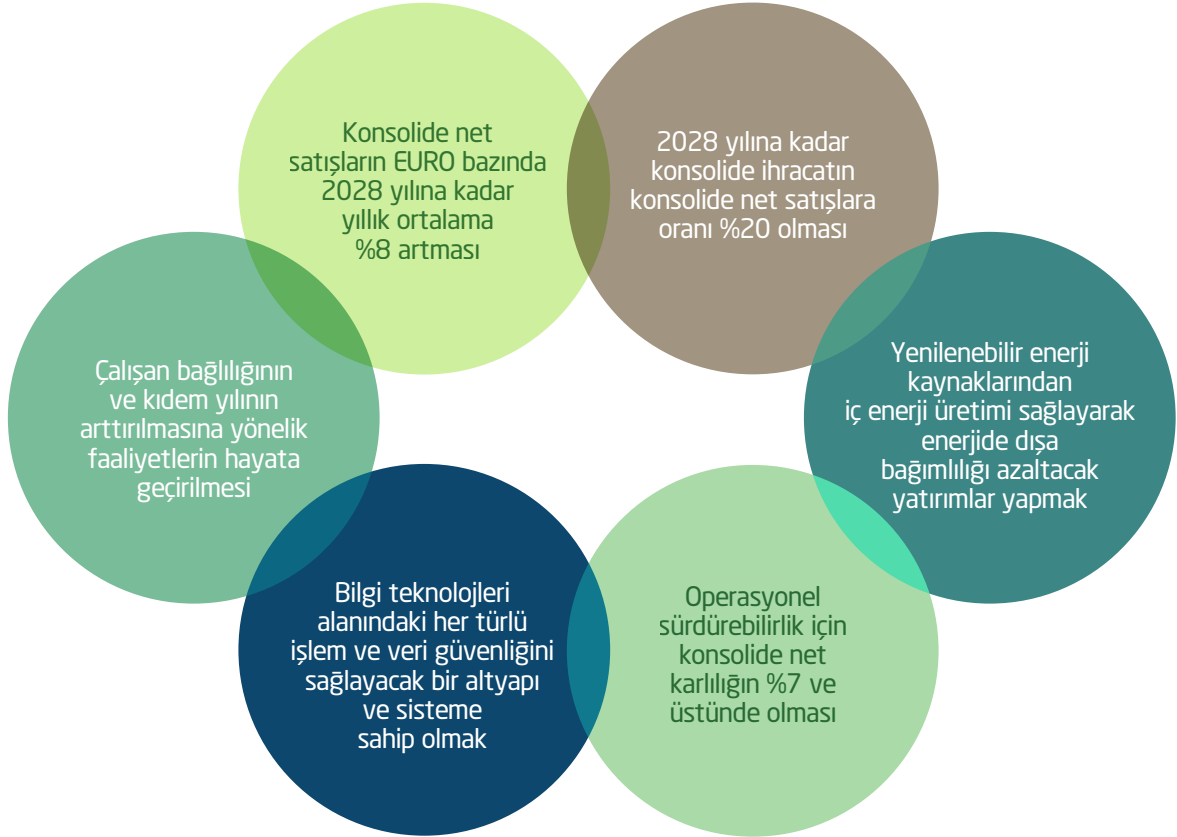 Konsolide net
satışların EURO bazında
2028 yılına kadar
yıllık ortalama
%8 artması
2028 yılına kadar
konsolide ihracatın
konsolide net satışlara
oranı %20 olması
Çalışan bağlılığının
ve kıdem yılının
arttırılmasına yönelik
faaliyetlerin hayata
geçirilmesi
Yenilenebilir enerji
kaynaklarından
iç enerji üretimi sağlayarak
enerjide dışa
bağımlılığı azaltacak
yatırımlar yapmak
Bilgi teknolojleri
alanındaki her türlü
işlem ve veri güvenliğini
sağlayacak bir altyapı
ve sisteme
sahip olmak
Operasyonel
sürdürebilirlik için
konsolide net
karlılığın %7 ve
üstünde olması